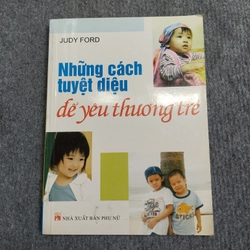 JUDY FORD
Những cách
tuyệt diệu
để yêu thương trẻ
NHÀ XUẤT BẢN PHỤ NỮ